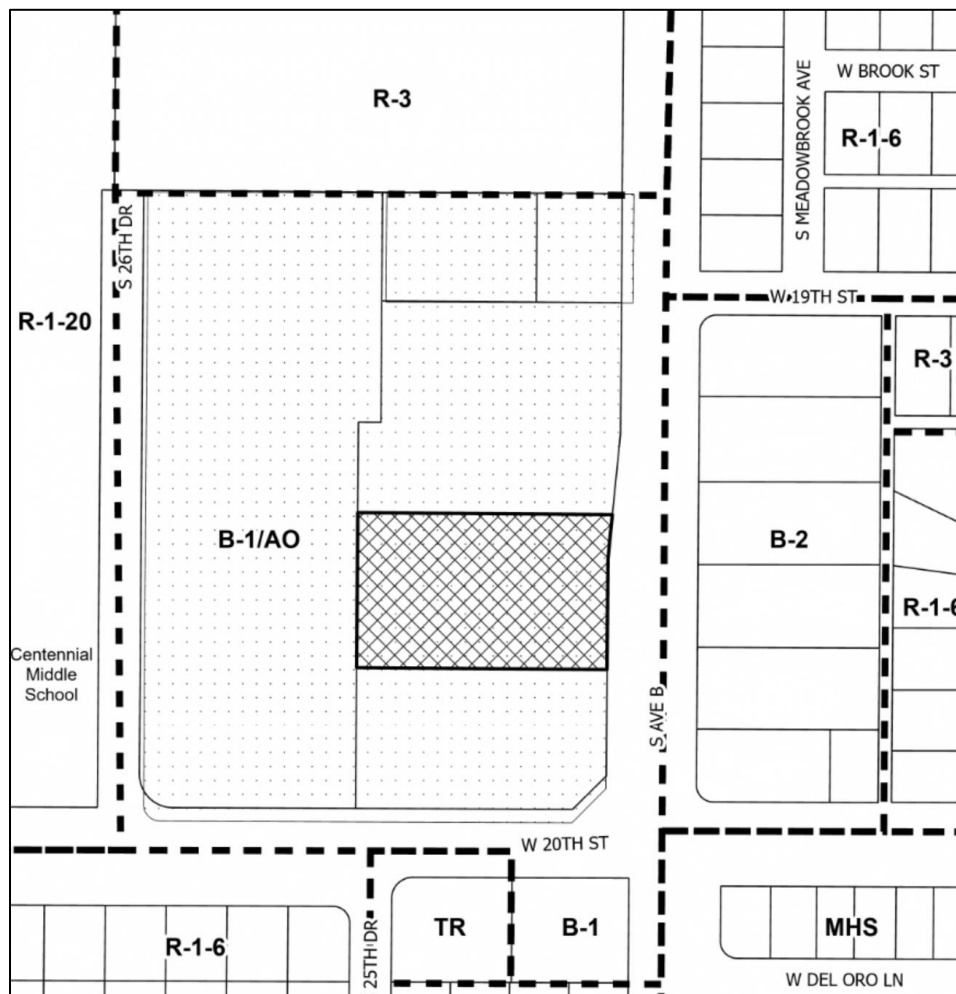 W BROOK ST
R-3
S MEADOWBROOK AVE
R-1-6
S 26TH DR
W 19TH ST
R-1-20
R-3
B-1/AO
B-2
R-1-6
Centennial
Middle
School
S AVE B
W 20TH ST
TR
B-1
MHS
R-1-6
25TH DR
W DEL ORO LN